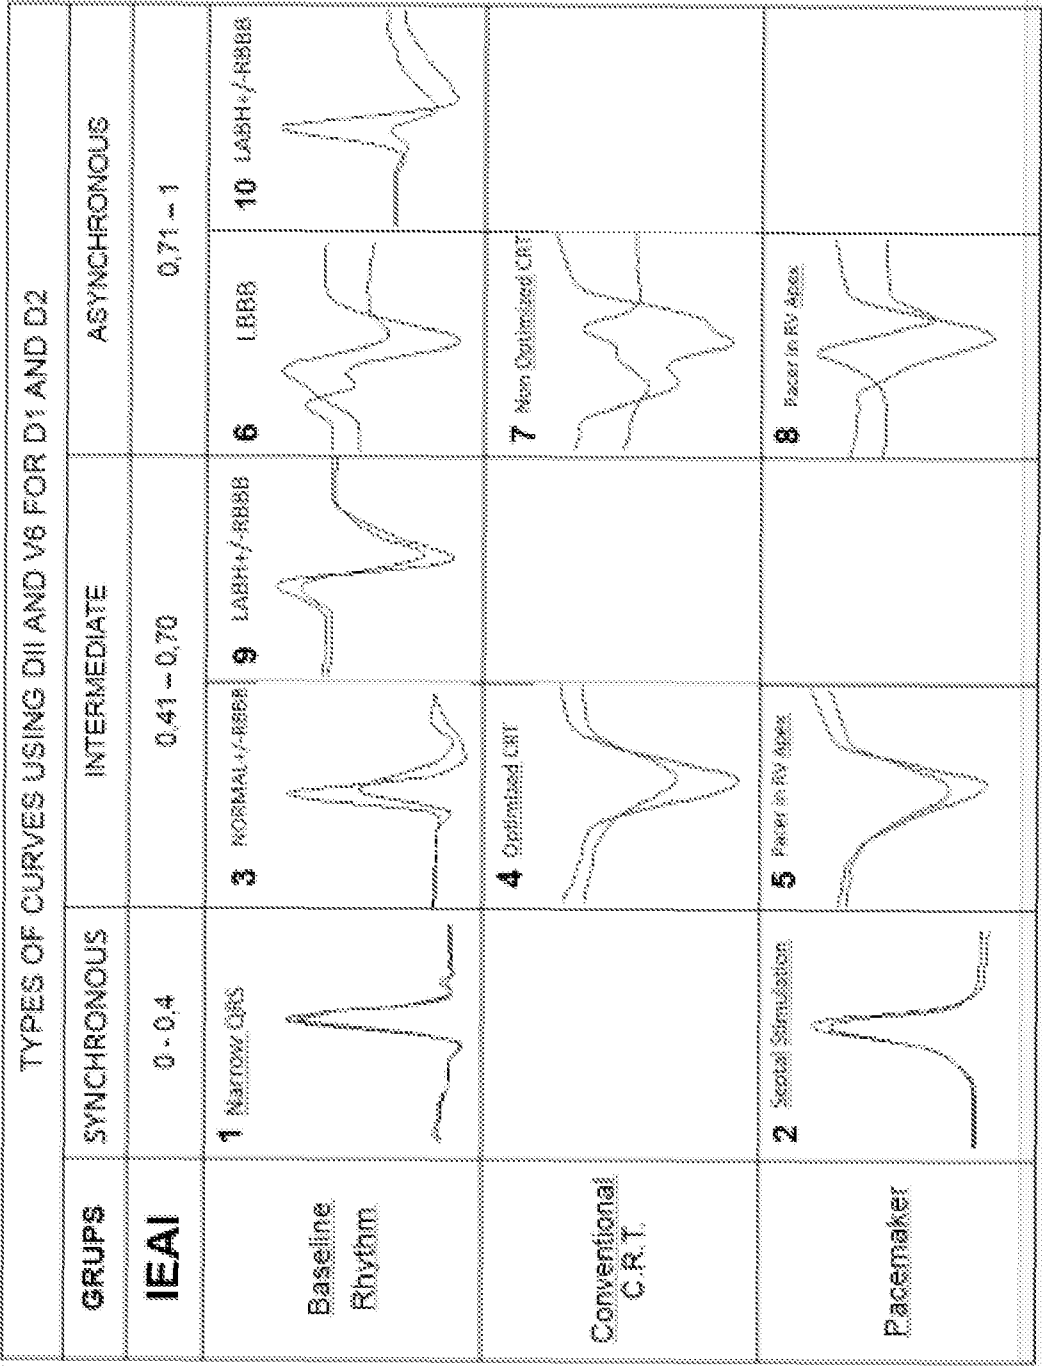 TYPES OF CURVES USING DII AND V6 FOR D1 AND D2
GRUPS SYNCHRONOUS INTERMEDIATE ASYNCHRONOUS
IEAI 0 - 0,4 0,41 – 0,70 0,71 – 1
Baseline
Rhythm
1 Narrow QRS
3 NORMAL+/-RBBB
9 LABH+/-RBBB
6 LBBB
10 LABH+/-RBBB
Conventional
C.R.T.
4 Optimized CRT
7 Non Optimized CRT
Pacemaker
2 Septal Stimulation
5 Pacer in RV Apex
8 Pacer in RV Apex